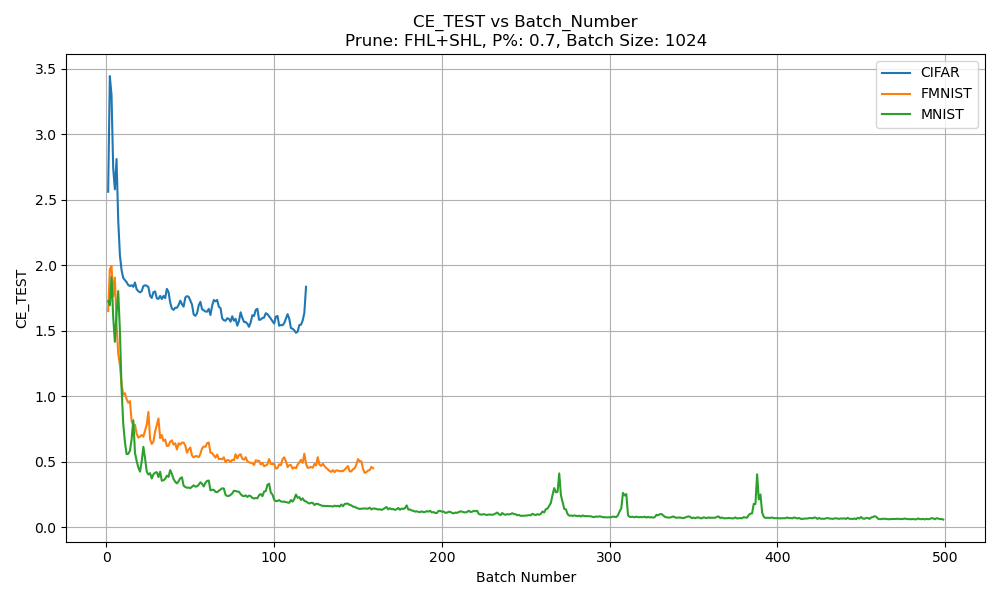 CE_TEST vs Batch_Number
Prune: FHL+SHL, P%: 0.7, Batch Size: 1024
CIFAR
FMNIST
MNIST
3.5
3.0
2.5
2.0
1.5
1.0
0.5
0.0
CE_TEST
0
100
200
300
400
500
Batch Number